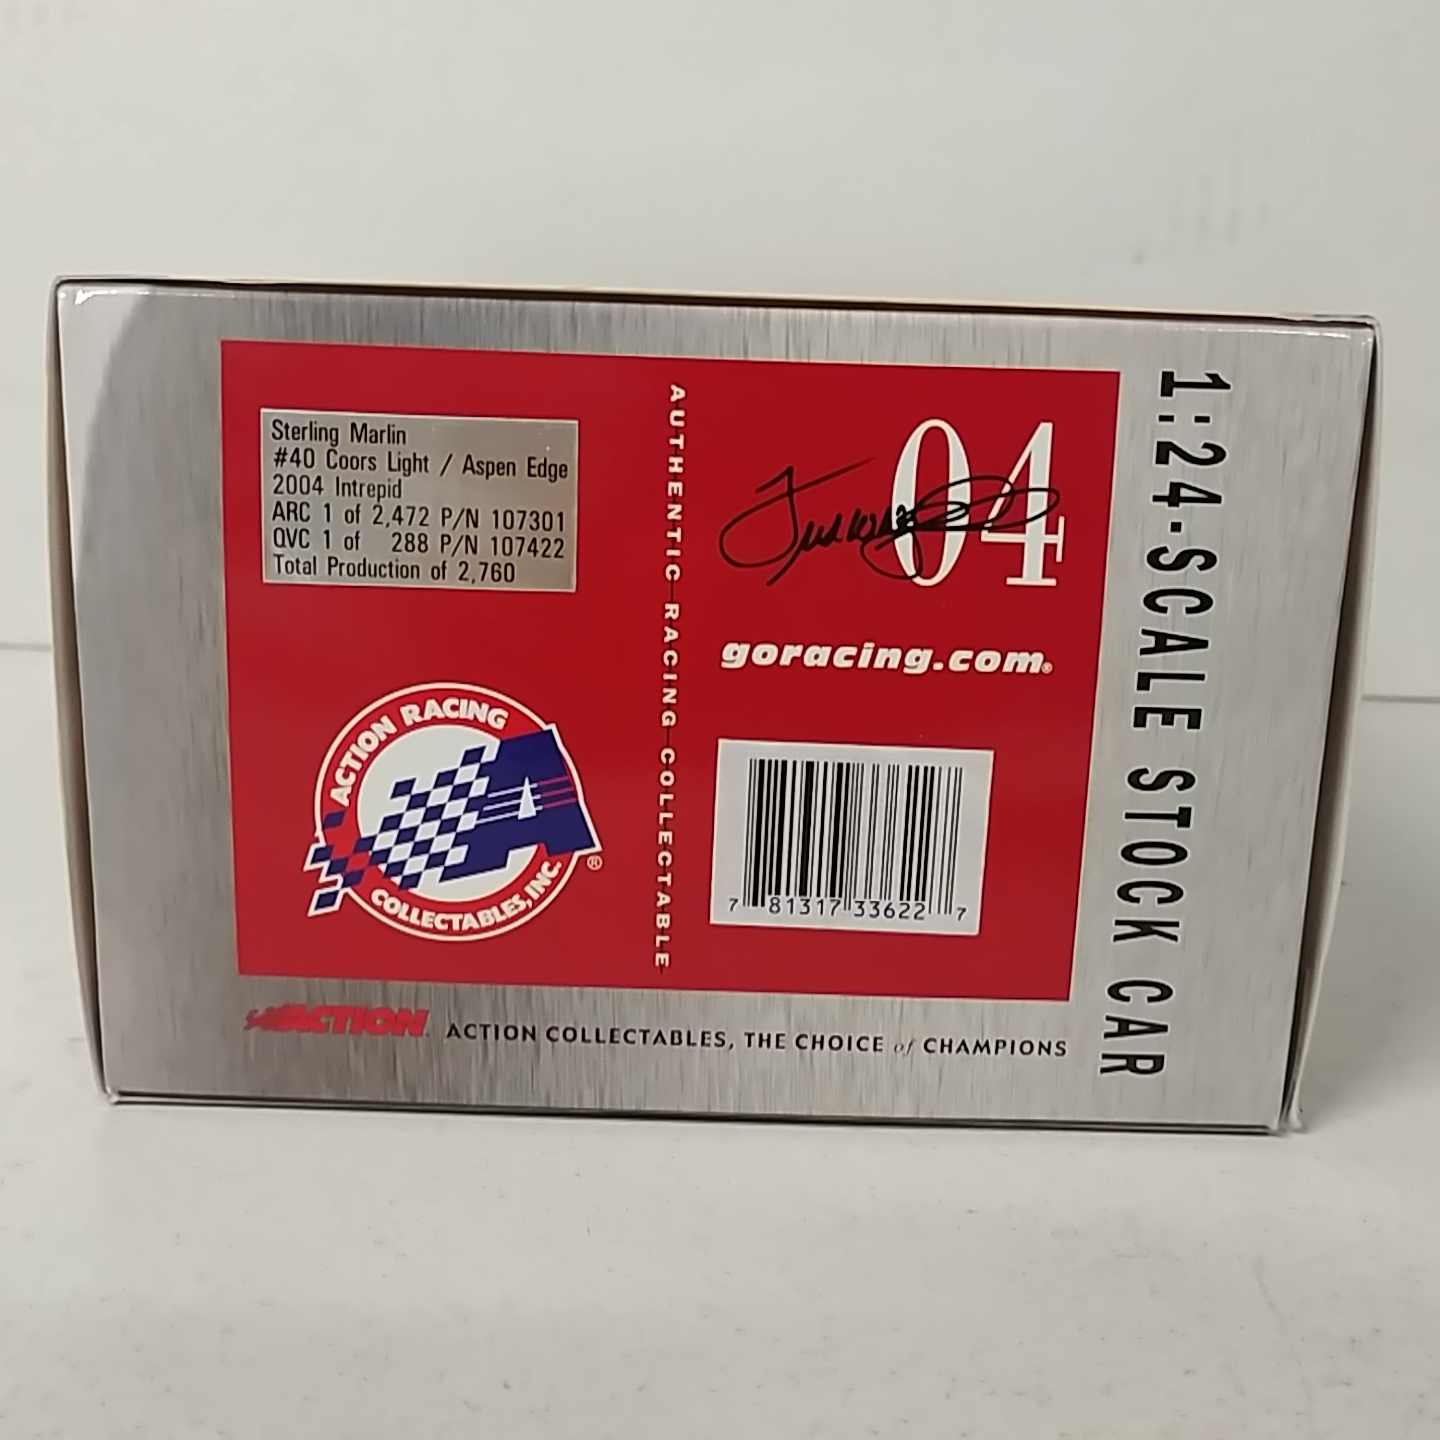 Sterling Marlin
#40 Coors Light / Aspen Edge
2004 Intrepid
ARC 1 of 2,472 P/N 107301
QVC 1 of 288 P/N 107422
Total Production of 2,760
ACTION RACING
COLLECTABLES, INC.
®
AUTHENTIC RACING COLLECTABLE
04
goracing.com®
7 81317 33622 7
1:24-SCALE STOCK CAR
ACTION
ACTION COLLECTABLES, THE CHOICE of CHAMPIONS